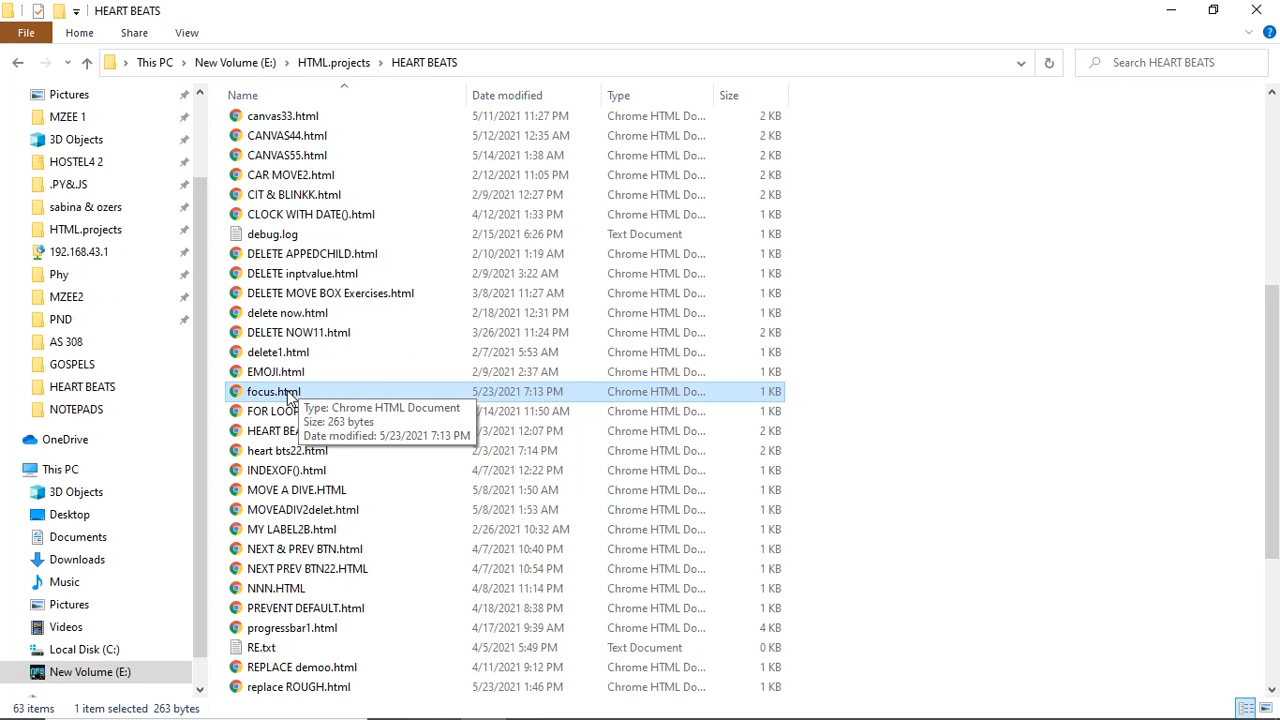 HEART BEATS
File Home Share View
This PC New Volume (E:) HTML.projects HEART BEATS Search HEART BEATS
Pictures
MZEE 1
3D Objects
HOSTEL4 2
.PY&.JS
sabina & ozers
HTML.projects
192.168.43.1
Phy
MZEE2
PND
AS 308
GOSPELS
HEART BEATS
NOTEPADS
OneDrive
This PC
3D Objects
Desktop
Documents
Downloads
Music
Pictures
Videos
Local Disk (C:)
New Volume (E:)
Name Date modified Type Size
canvas33.html 5/11/2021 11:27 PM Chrome HTML Do... 2 KB
CANVAS44.html 5/12/2021 12:35 AM Chrome HTML Do... 2 KB
CANVAS55.html 5/14/2021 1:38 AM Chrome HTML Do... 2 KB
CAR MOVE2.html 2/12/2021 11:05 PM Chrome HTML Do... 2 KB
CIT & BLINKK.html 2/9/2021 12:27 PM Chrome HTML Do... 2 KB
CLOCK WITH DATE().html 4/12/2021 1:33 PM Chrome HTML Do... 1 KB
debug.log 2/15/2021 6:26 PM Text Document 1 KB
DELETE APPEDCHILD.html 2/10/2021 1:19 AM Chrome HTML Do... 1 KB
DELETE inptvalue.html 2/9/2021 3:22 AM Chrome HTML Do... 1 KB
DELETE MOVE BOX Exercises.html 3/8/2021 11:27 AM Chrome HTML Do... 1 KB
delete now.html 2/18/2021 12:31 PM Chrome HTML Do... 1 KB
DELETE NOW11.html 3/26/2021 11:24 PM Chrome HTML Do... 2 KB
delete1.html 2/7/2021 5:53 AM Chrome HTML Do... 1 KB
EMOJI.html 2/9/2021 2:37 AM Chrome HTML Do... 1 KB
focus.html 5/23/2021 7:13 PM Chrome HTML Do... 1 KB
FOR LOOP /14/2021 11:50 AM Chrome HTML Do... 1 KB
HEART BEA /3/2021 12:07 PM Chrome HTML Do... 1 KB
heart bts22.html 2/3/2021 7:14 PM Chrome HTML Do... 2 KB
INDEXOF().html 4/7/2021 12:22 PM Chrome HTML Do... 1 KB
MOVE A DIVE.HTML 5/8/2021 1:50 AM Chrome HTML Do... 1 KB
MOVEADIV2delet.html 5/8/2021 1:53 AM Chrome HTML Do... 1 KB
MY LABEL2B.html 2/26/2021 10:32 AM Chrome HTML Do... 1 KB
NEXT & PREV BTN.html 4/7/2021 10:40 PM Chrome HTML Do... 1 KB
NEXT PREV BTN22.HTML 4/7/2021 10:54 PM Chrome HTML Do... 1 KB
NNN.HTML 4/8/2021 11:14 PM Chrome HTML Do... 1 KB
PREVENT DEFAULT.html 4/18/2021 8:38 PM Chrome HTML Do... 1 KB
progressbar1.html 4/17/2021 9:39 AM Chrome HTML Do... 4 KB
RE.txt 4/5/2021 5:49 PM Text Document 0 KB
REPLACE demoo.html 4/11/2021 9:12 PM Chrome HTML Do... 1 KB
replace ROUGH.html 5/23/2021 1:46 PM Chrome HTML Do... 1 KB
Type: Chrome HTML Document
Size: 263 bytes
Date modified: 5/23/2021 7:13 PM
63 items 1 item selected 263 bytes